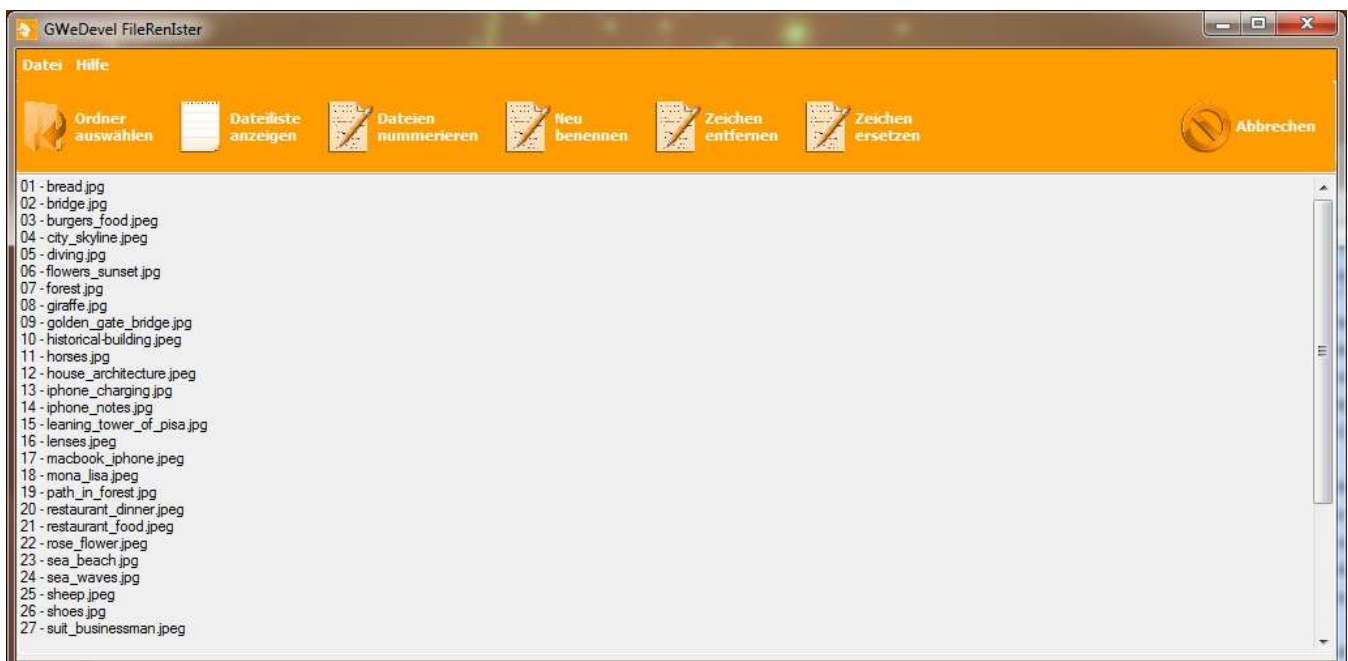 GWeDevel FileRenIster
Datei Hilfe
Ordner auswählen
Dateiliste anzeigen
Dateien nummerieren
Neu benennen
Zeichen entfernen
Zeichen ersetzen
Abbrechen
01 - bread.jpg
02 - bridge.jpg
03 - burgers_food.jpeg
04 - city_skyline.jpeg
05 - diving.jpg
06 - flowers_sunset.jpg
07 - forest.jpg
08 - giraffe.jpg
09 - golden_gate_bridge.jpg
10 - historical-building.jpeg
11 - horses.jpg
12 - house_architecture.jpeg
13 - iphone_charging.jpg
14 - iphone_notes.jpg
15 - leaning_tower_of_pisa.jpg
16 - lenses.jpeg
17 - macbook_iphone.jpeg
18 - mona_lisa.jpeg
19 - path_in_forest.jpg
20 - restaurant_dinner.jpeg
21 - restaurant_food.jpeg
22 - rose_flower.jpeg
23 - sea_beach.jpg
24 - sea_waves.jpg
25 - sheep.jpeg
26 - shoes.jpg
27 - suit_businessman.jpeg